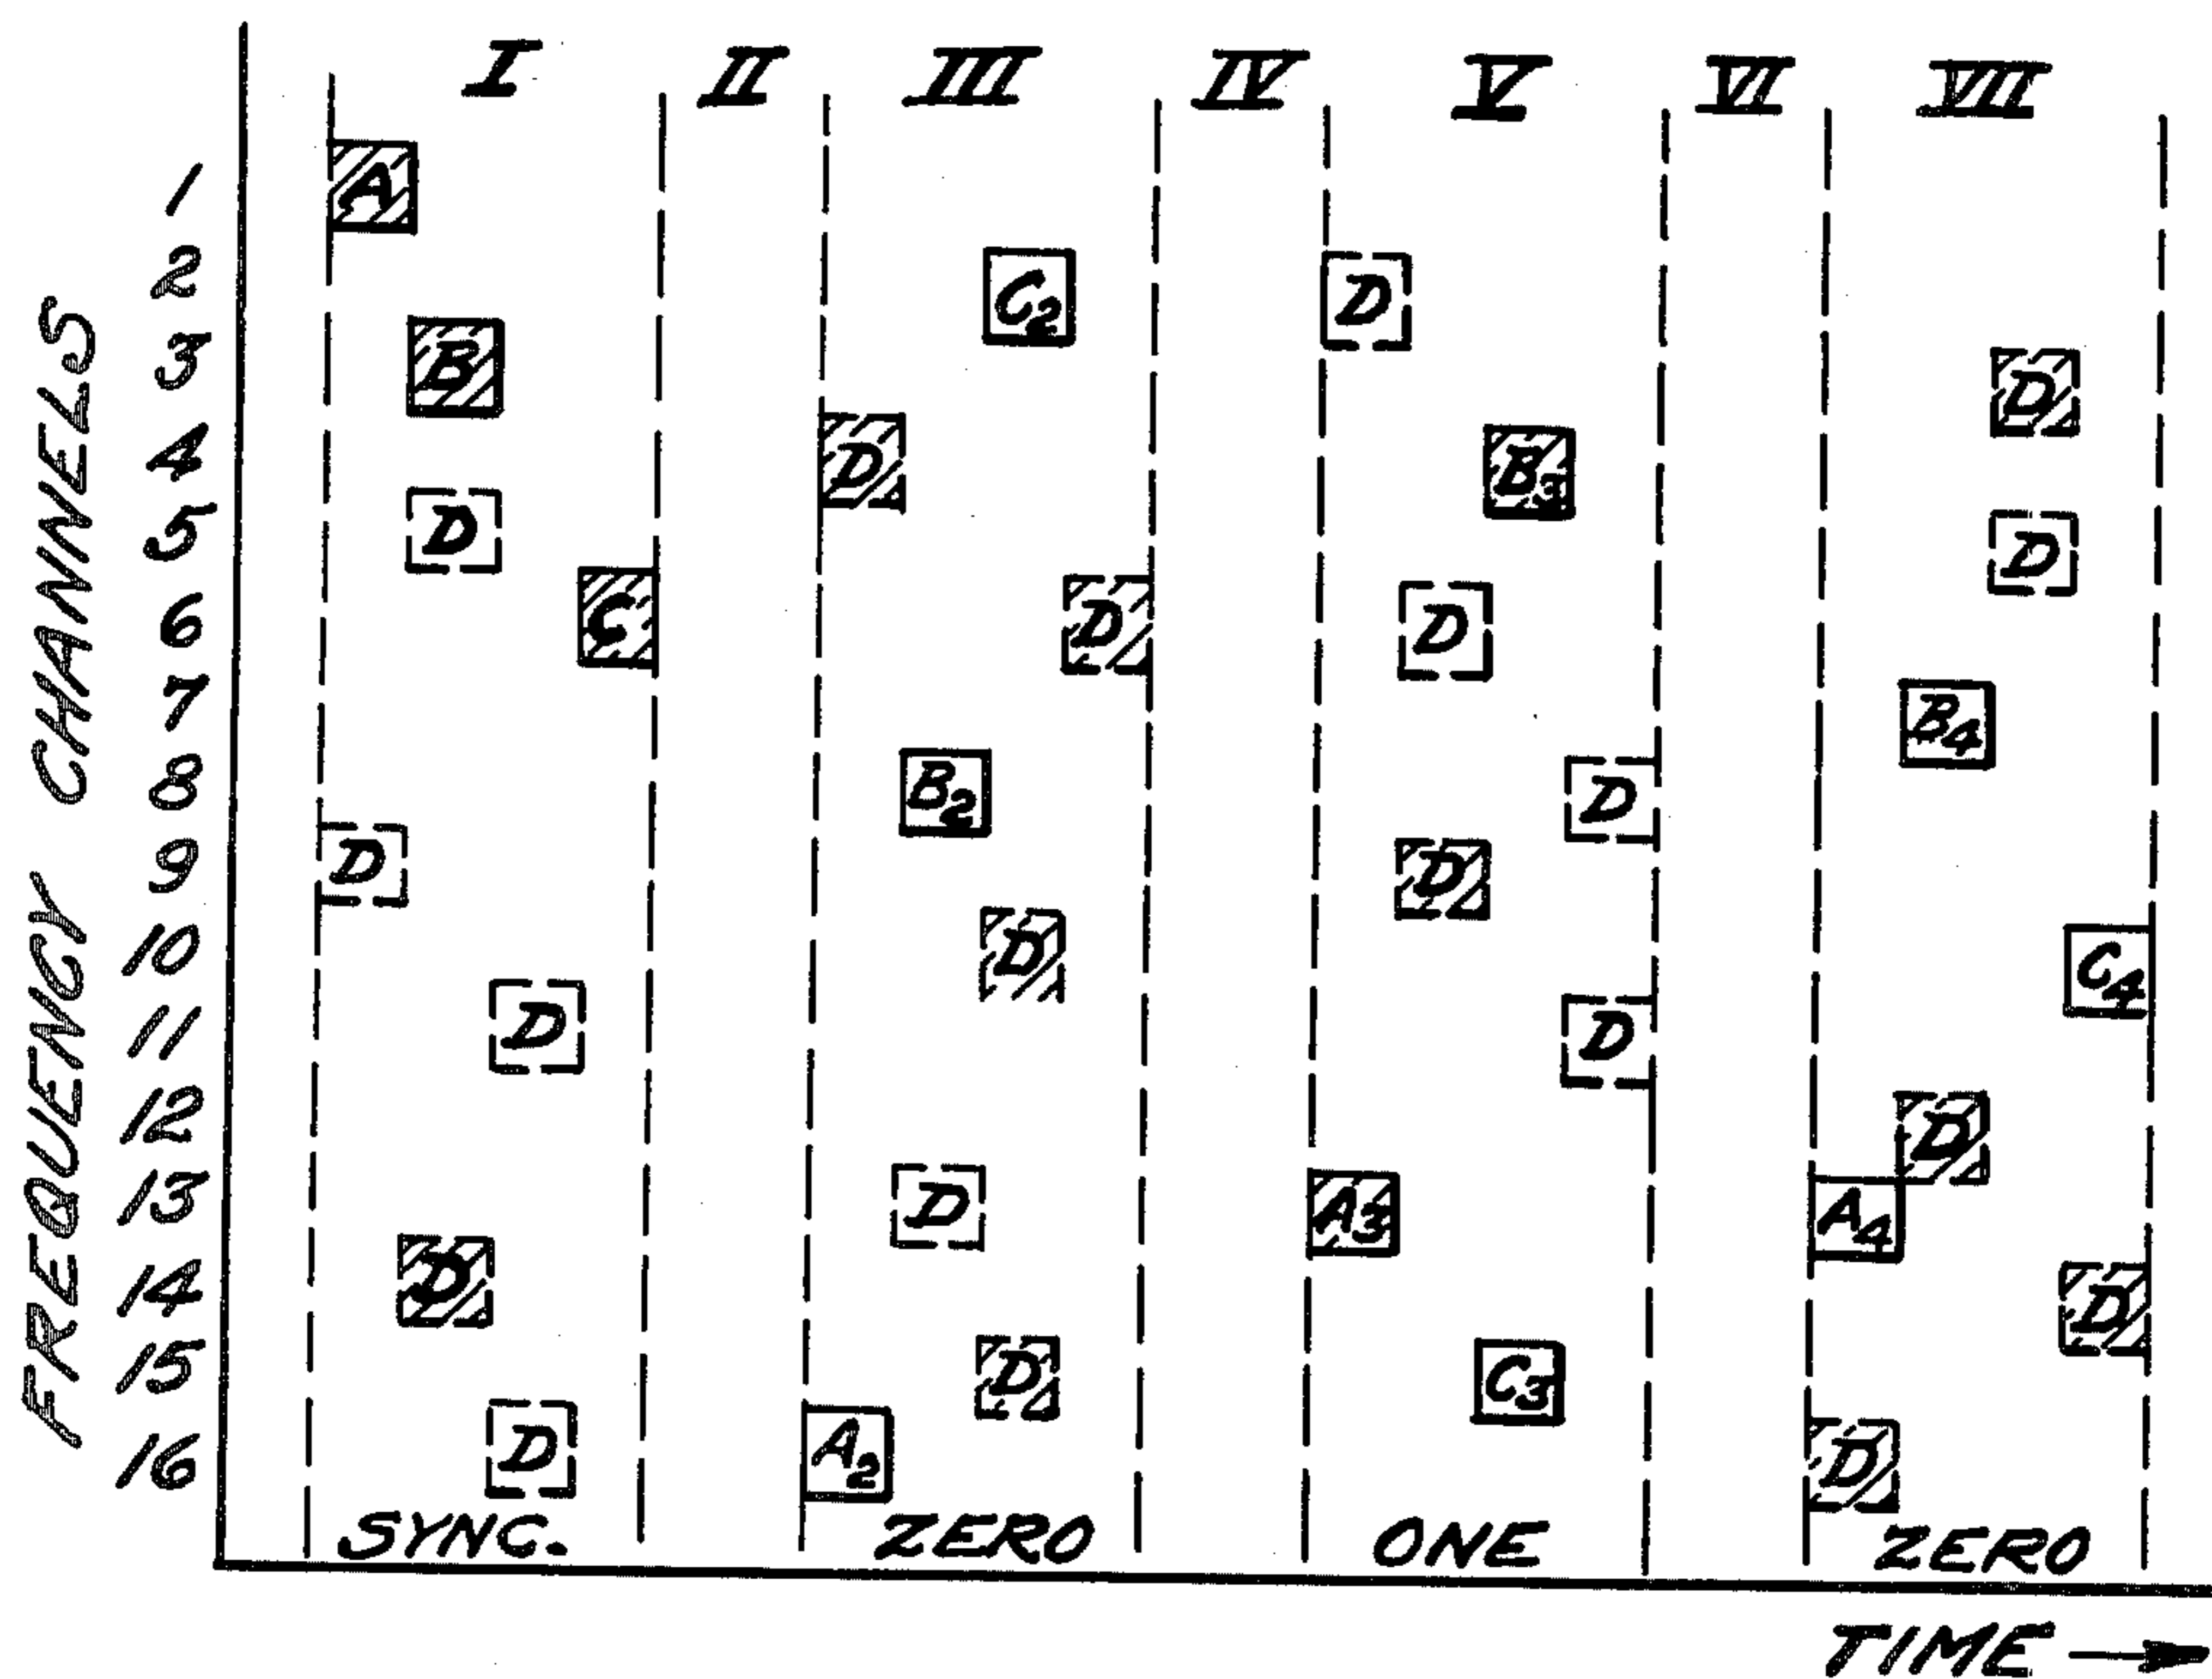 I II III IV V VI VII
FREQUENCY CHANNELS
1 A
2 C2 D
3 B D
4 D B3
5 D D
6 C D D
7 B4
8 B2 D
9 D D
10 D C4
11 D D
12 D
13 D A3 A4
14 D D
15 D C3
16 D A2 D
SYNC. ZERO ONE ZERO
TIME